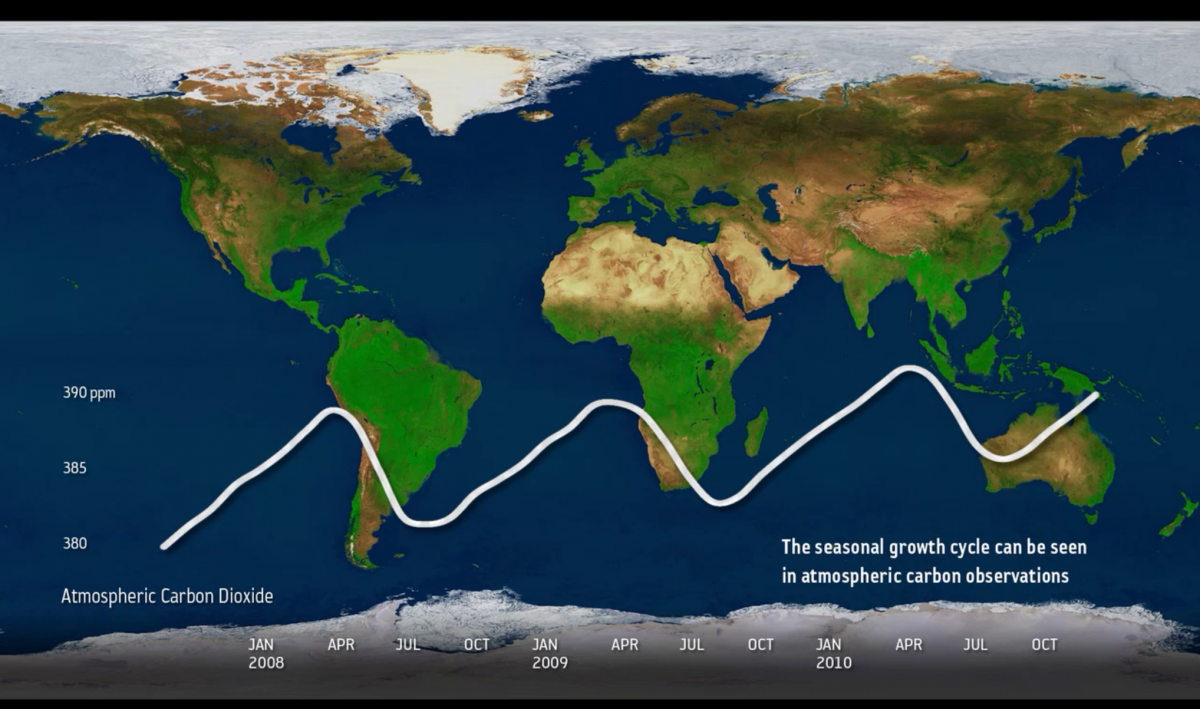 390 ppm
385
380
The seasonal growth cycle can be seen
in atmospheric carbon observations
Atmospheric Carbon Dioxide
JAN APR JUL OCT JAN APR JUL OCT JAN APR JUL OCT
2008 2009 2010